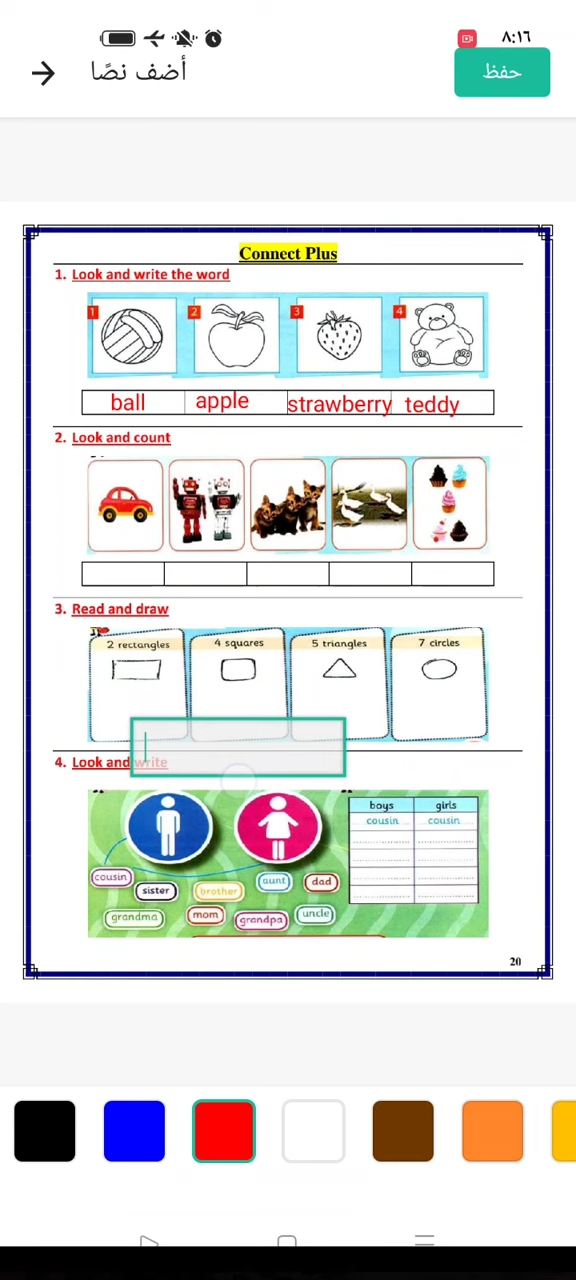 ٨:١٦
أضف نصًا
حفظ
Connect Plus
1. Look and write the word
1 2 3 4
ball apple strawberry teddy
2. Look and count
3. Read and draw
2 rectangles 4 squares 5 triangles 7 circles
4. Look and write
boys girls
cousin cousin
cousin sister brother aunt dad
grandma mom grandpa uncle
20